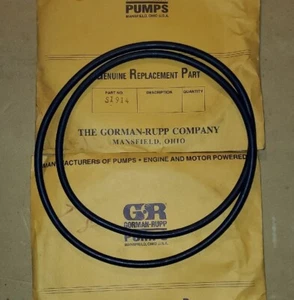 PUMPS
MANSFIELD, OHIO, U.S.A.
GENUINE REPLACEMENT PART
PART NO. DESCRIPTION QUANTITY
THE GORMAN-RUPP COMPANY
MANSFIELD, OHIO
MANUFACTURERS OF PUMPS • ENGINE AND MOTOR POWERED
GR
GORMAN-RUPP
PUMPS
MANSFIELD, OHIO, U.S.A.